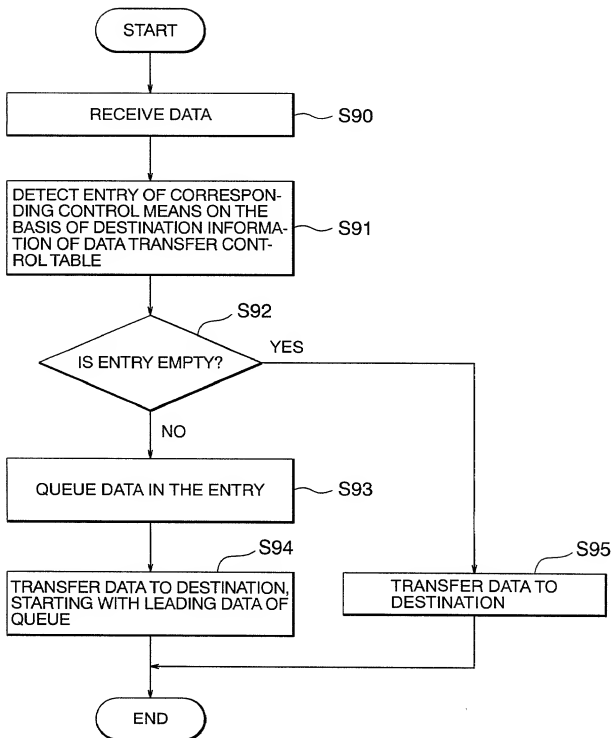 START
RECEIVE DATA
S90
DETECT ENTRY OF CORRESPON-
DING CONTROL MEANS ON THE
BASIS OF DESTINATION INFORMA-
TION OF DATA TRANSFER CONT-
ROL TABLE
S91
S92
IS ENTRY EMPTY?
YES
NO
QUEUE DATA IN THE ENTRY
S93
S94
TRANSFER DATA TO DESTINATION,
STARTING WITH LEADING DATA OF
QUEUE
S95
TRANSFER DATA TO
DESTINATION
END